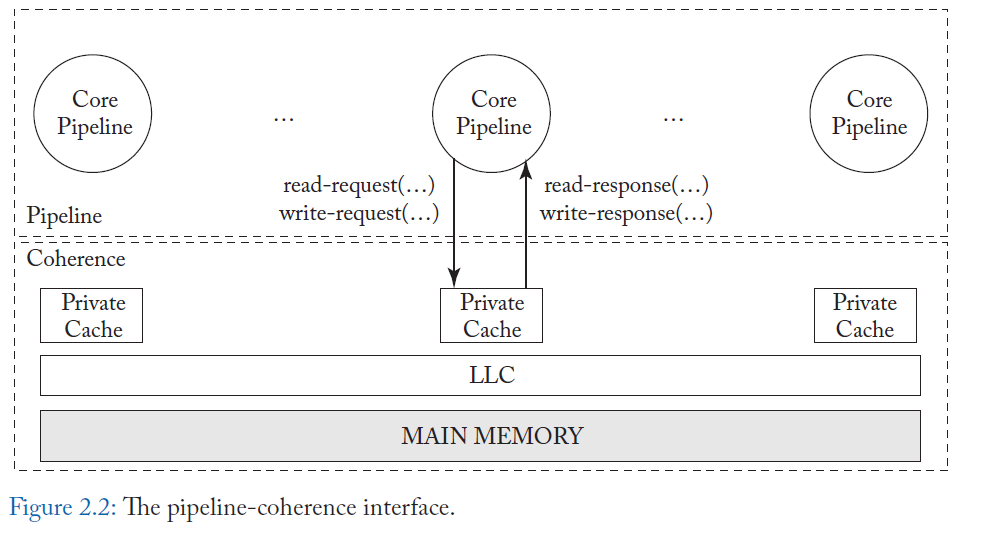 Core
Pipeline
...
Core
Pipeline
...
Core
Pipeline
read-request(...)
write-request(...)
read-response(...)
write-response(...)
Pipeline
Coherence
Private
Cache
Private
Cache
Private
Cache
LLC
MAIN MEMORY
Figure 2.2: The pipeline-coherence interface.